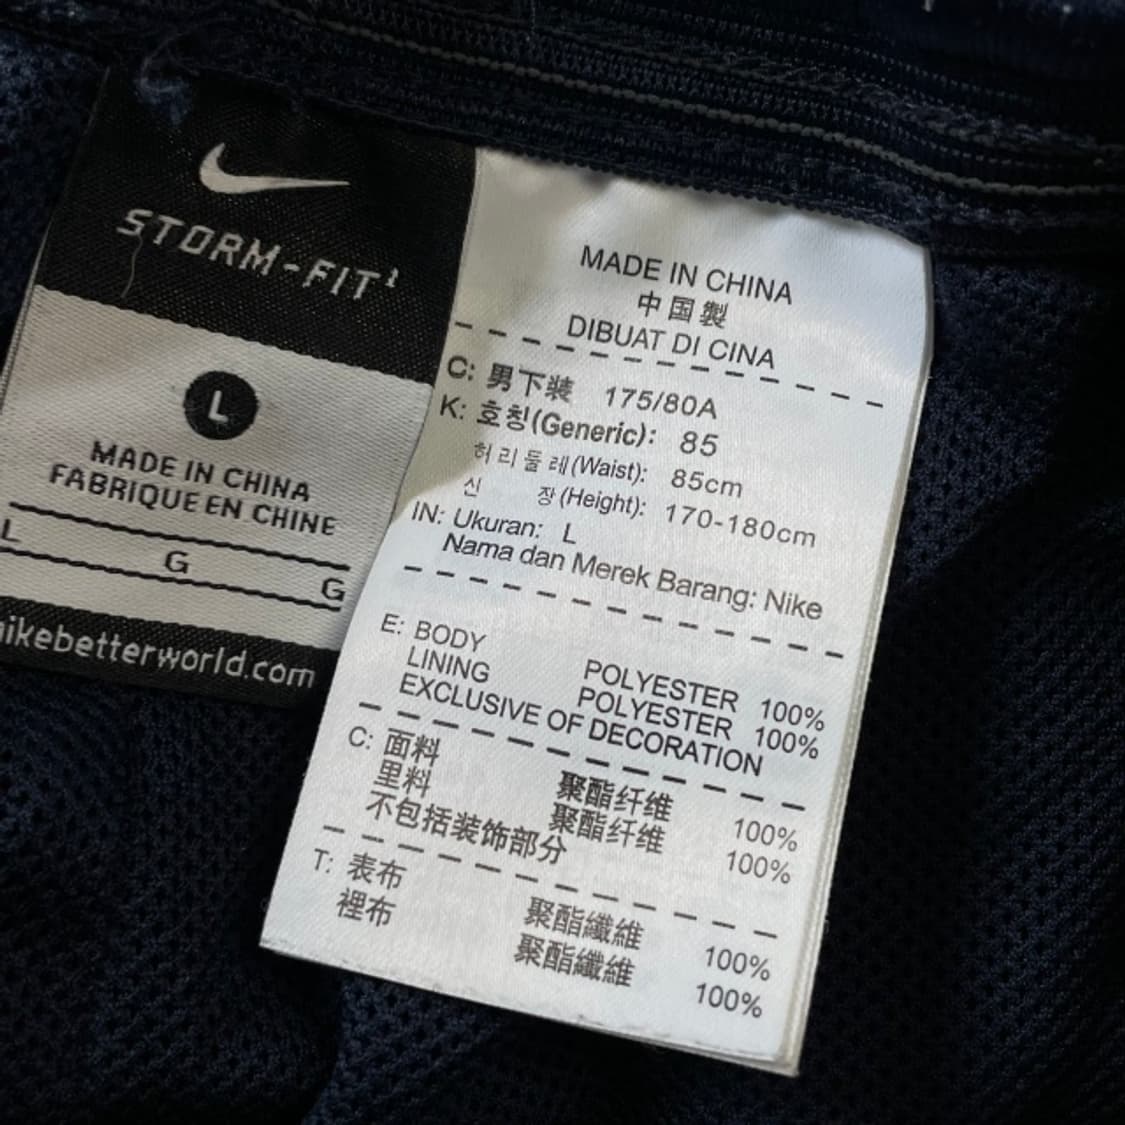 STORM-FIT¹
L
MADE IN CHINA
FABRIQUE EN CHINE
L G G
ikebetterworld.com
MADE IN CHINA
中国製
DIBUAT DI CINA
C: 男下裝 175/80A
K: 호칭(Generic): 85
허리둘레(Waist): 85cm
신 장(Height): 170-180cm
IN: Ukuran: L
Nama dan Merek Barang: Nike
E: BODY POLYESTER 100%
LINING POLYESTER 100%
EXCLUSIVE OF DECORATION
C: 面料 聚酯纤维 100%
里料 聚酯纤维 100%
不包括装饰部分
T: 表布 聚酯纖維 100%
裡布 聚酯纖維 100%